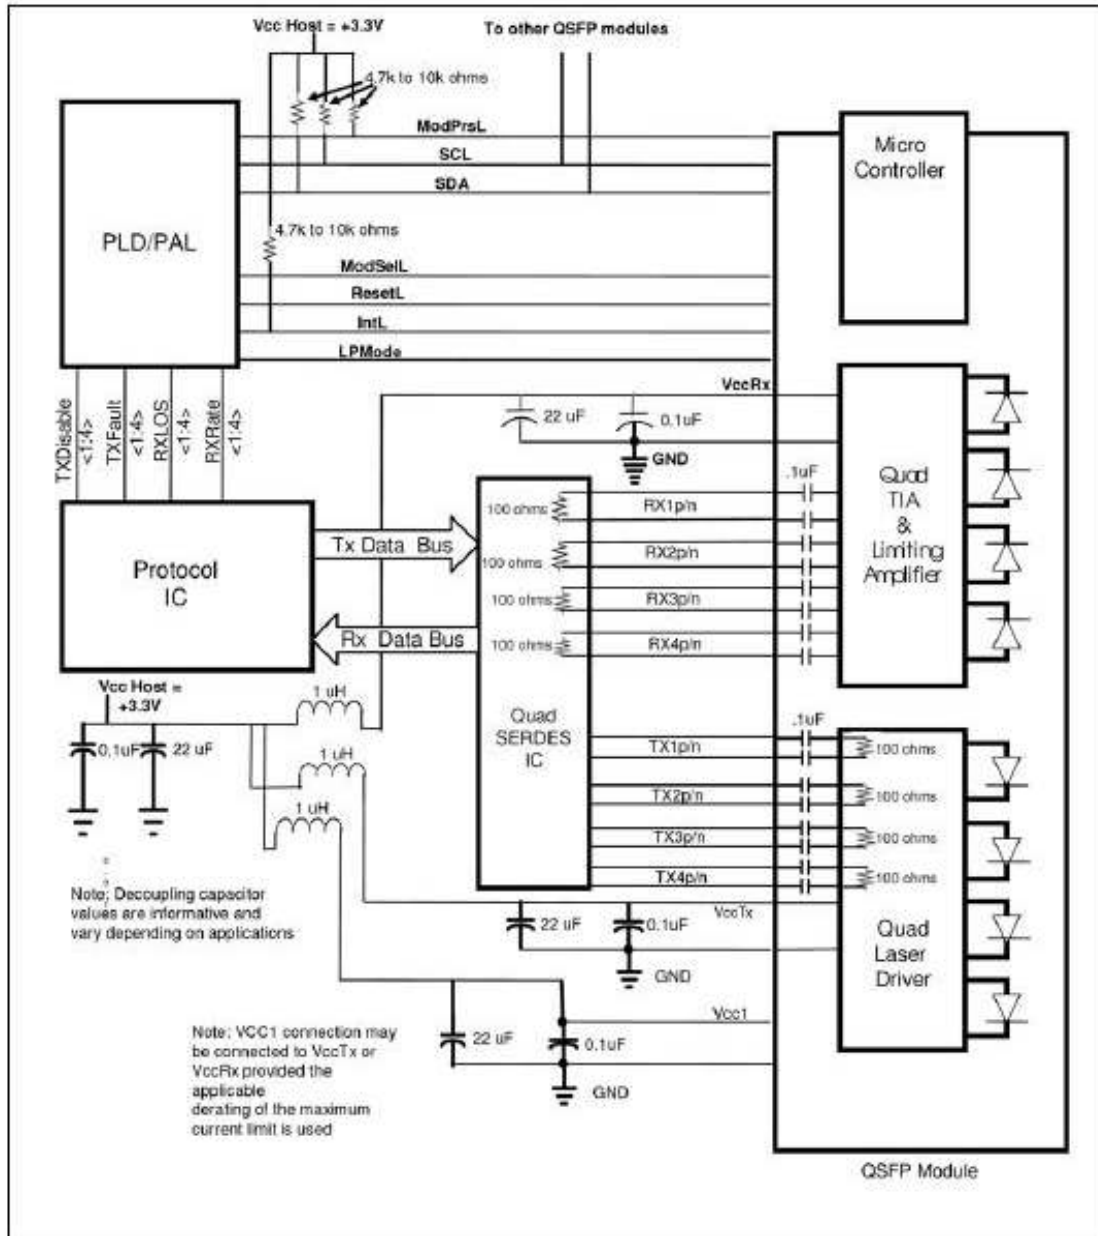 Vcc Host = +3.3V
To other QSFP modules
4.7k to 10k ohms
ModPrsL
SCL
SDA
4.7k to 10k ohms
ModSelL
ResetL
IntL
LPMode
PLD/PAL
Micro
Controller
TXDisable
<1:4>
TXFault
<1:4>
RXLOS
<1:4>
RXRate
<1:4>
VccRx
22 uF
0.1uF
GND
.1uF
Quad
TIA
&
Limiting
Amplifier
100 ohms
RX1p/n
100 ohms
RX2p/n
100 ohms
RX3p/n
100 ohms
RX4p/n
Tx Data Bus
Protocol
IC
Rx Data Bus
Vcc Host =
+3.3V
0.1uF
22 uF
1 uH
1 uH
1 uH
Quad
SERDES
IC
.1uF
TX1p/n
100 ohms
TX2p/n
100 ohms
TX3p/n
100 ohms
TX4p/n
100 ohms
Note: Decoupling capacitor
values are informative and
vary depending on applications
22 uF
0.1uF
VccTx
GND
Quad
Laser
Driver
Note: VCC1 connection may
be connected to VccTx or
VccRx provided the
applicable
derating of the maximum
current limit is used
22 uF
0.1uF
Vcc1
GND
QSFP Module